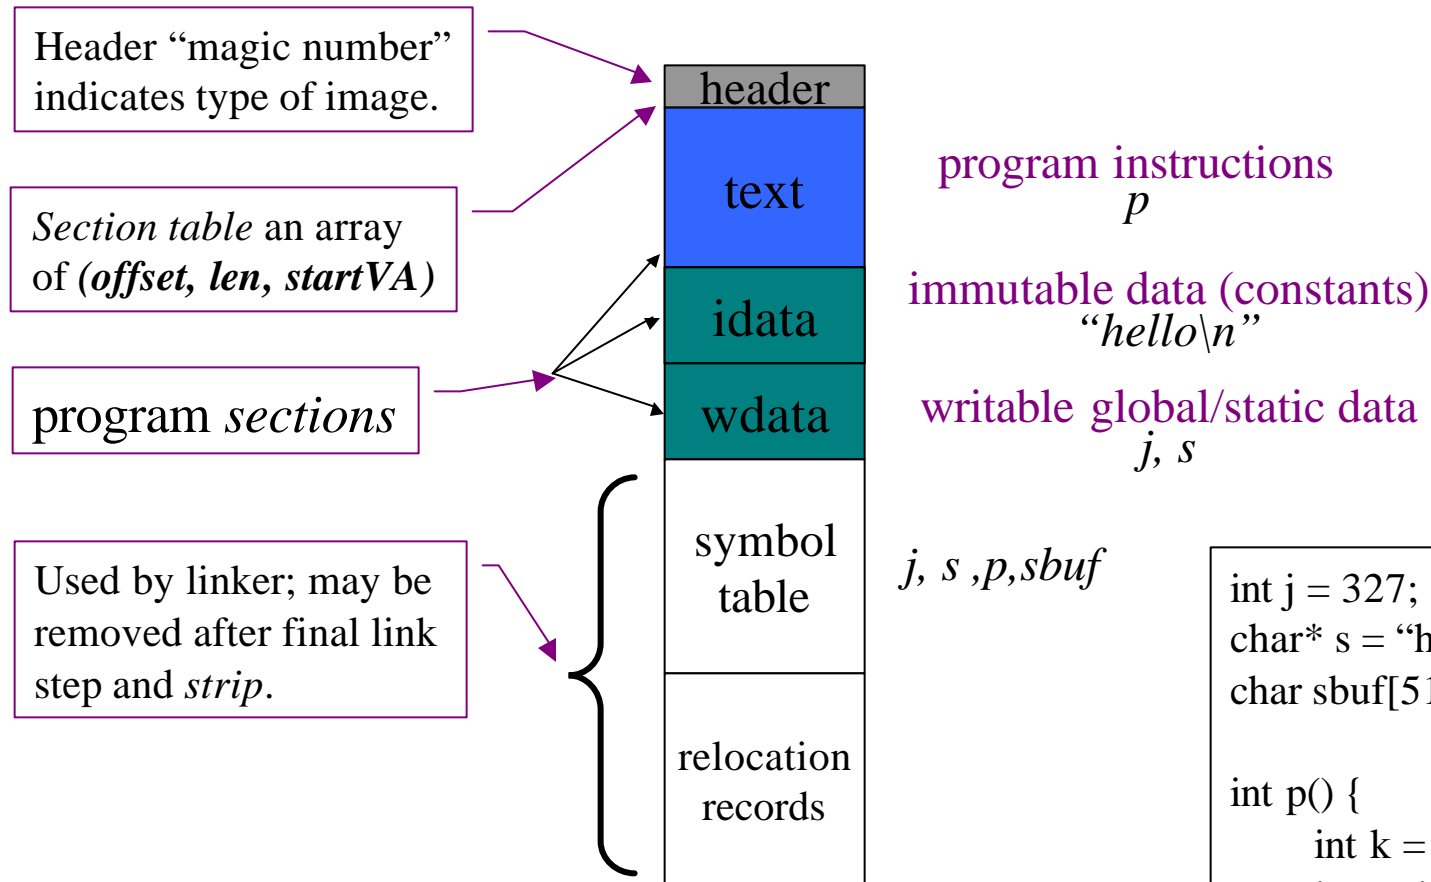 Header “magic number”
indicates type of image.
header
text
program instructions
p
Section table an array
of (offset, len, startVA)
idata
immutable data (constants)
“hello\n”
program sections
wdata
writable global/static data
j, s
Used by linker; may be
removed after final link
step and strip.
symbol
table
j, s ,p,sbuf
relocation
records
int j = 327;
char* s = “h
char sbuf[51
int p() {
int k =